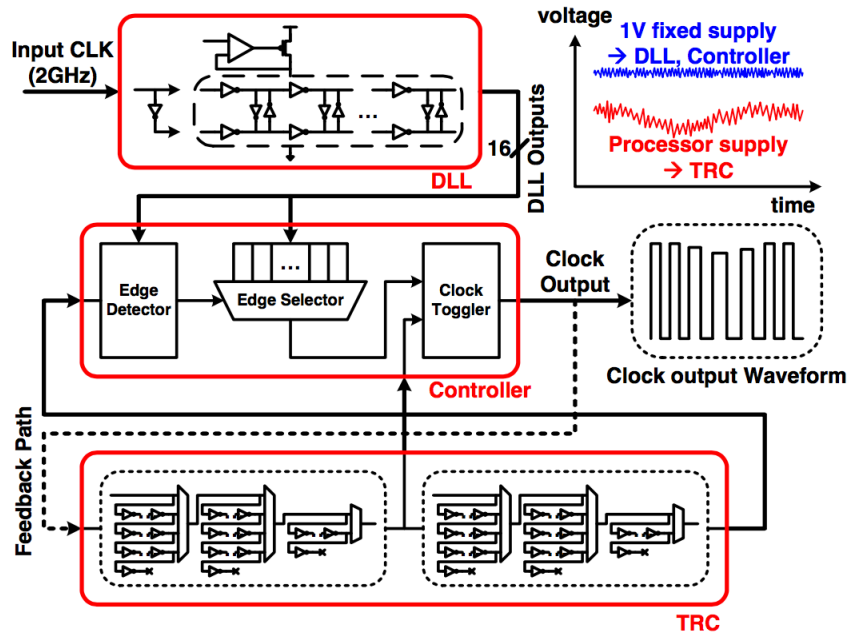 Input CLK
(2GHz)
DLL
16
DLL Outputs
voltage
1V fixed supply
→ DLL, Controller
Processor supply
→ TRC
time
Edge
Detector
...
Edge Selector
Clock
Toggler
Controller
Clock
Output
Clock output Waveform
Feedback Path
TRC